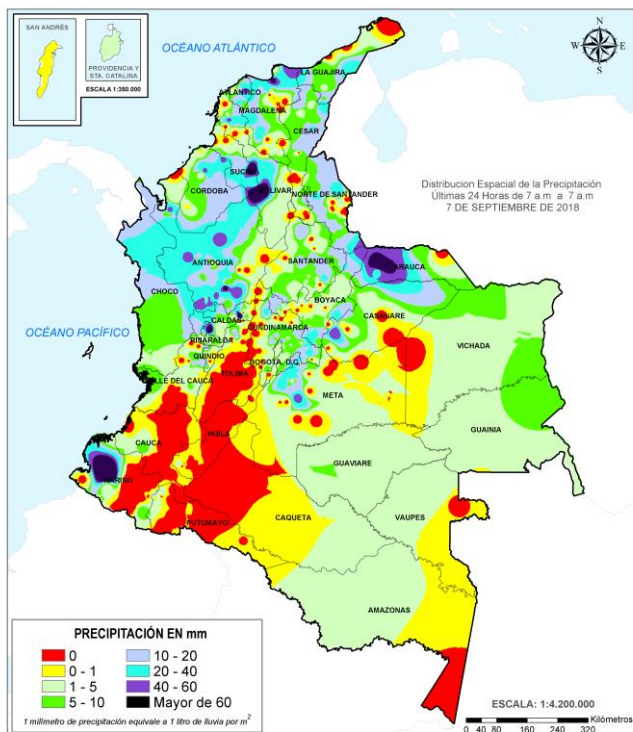 SAN ANDRÉS
PROVIDENCIA Y
STA. CATALINA
ESCALA 1:350.000
OCÉANO ATLÁNTICO
N
W
E
S
LA GUAJIRA
ATLANTICO
MAGDALENA
CESAR
SUCRE
BOLIVAR
CORDOBA
NORTE DE SANTANDER
Distribucion Espacial de la Precipitación
Últimas 24 Horas de 7 a.m a 7 a.m
7 DE SEPTIEMBRE DE 2018
ANTIOQUIA
SANTANDER
ARAUCA
CHOCO
BOYACA
CASANARE
OCÉANO PACÍFICO
CALDAS
CUNDINAMARCA
RISARALDA
VICHADA
QUINDIO
BOGOTA, D.C.
TOLIMA
VALLE DEL CAUCA
META
GUAINIA
CAUCA
HUILA
GUAVIARE
NARIÑO
CAQUETA
VAUPES
PUTUMAYO
AMAZONAS
PRECIPITACIÓN EN mm
0 10 - 20
0 - 1 20 - 40
1 - 5 40 - 60
5 - 10 Mayor de 60
1 milimetro de precipitación equivale a 1 litro de lluvia por m2
ESCALA: 1:4.200.000
Kilómetros
0 40 80 160 240 320